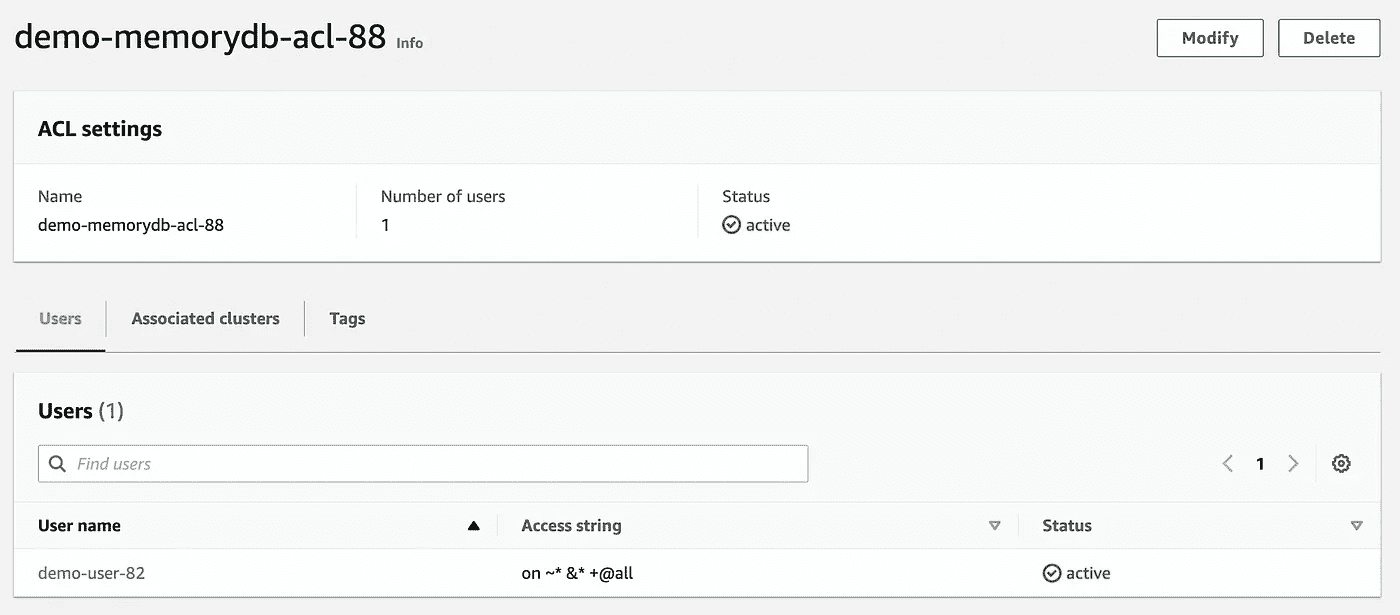 demo-memorydb-acl-88 Info
Modify
Delete
ACL settings
Name
Number of users
Status
demo-memorydb-acl-88
1
active
Users
Associated clusters
Tags
Users (1)
Find users
1
User name
Access string
Status
demo-user-82
on ~* &* +@all
active